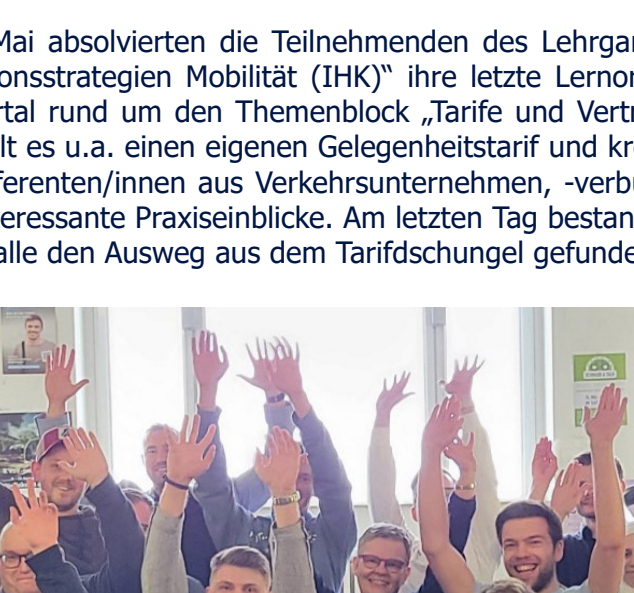 Mai absolvierten die Teilnehmenden des Lehrga
onsstrategien Mobilität (IHK)“ ihre letzte Lerno
rtal rund um den Themenblock „Tarife und Vertr
lt es u.a. einen eigenen Gelegenheitstarif und kr
ferenten/innen aus Verkehrsunternehmen, -verbu
eressante Praxiseinblicke. Am letzten Tag bestan
alle den Ausweg aus dem Tarifdschungel gefunde